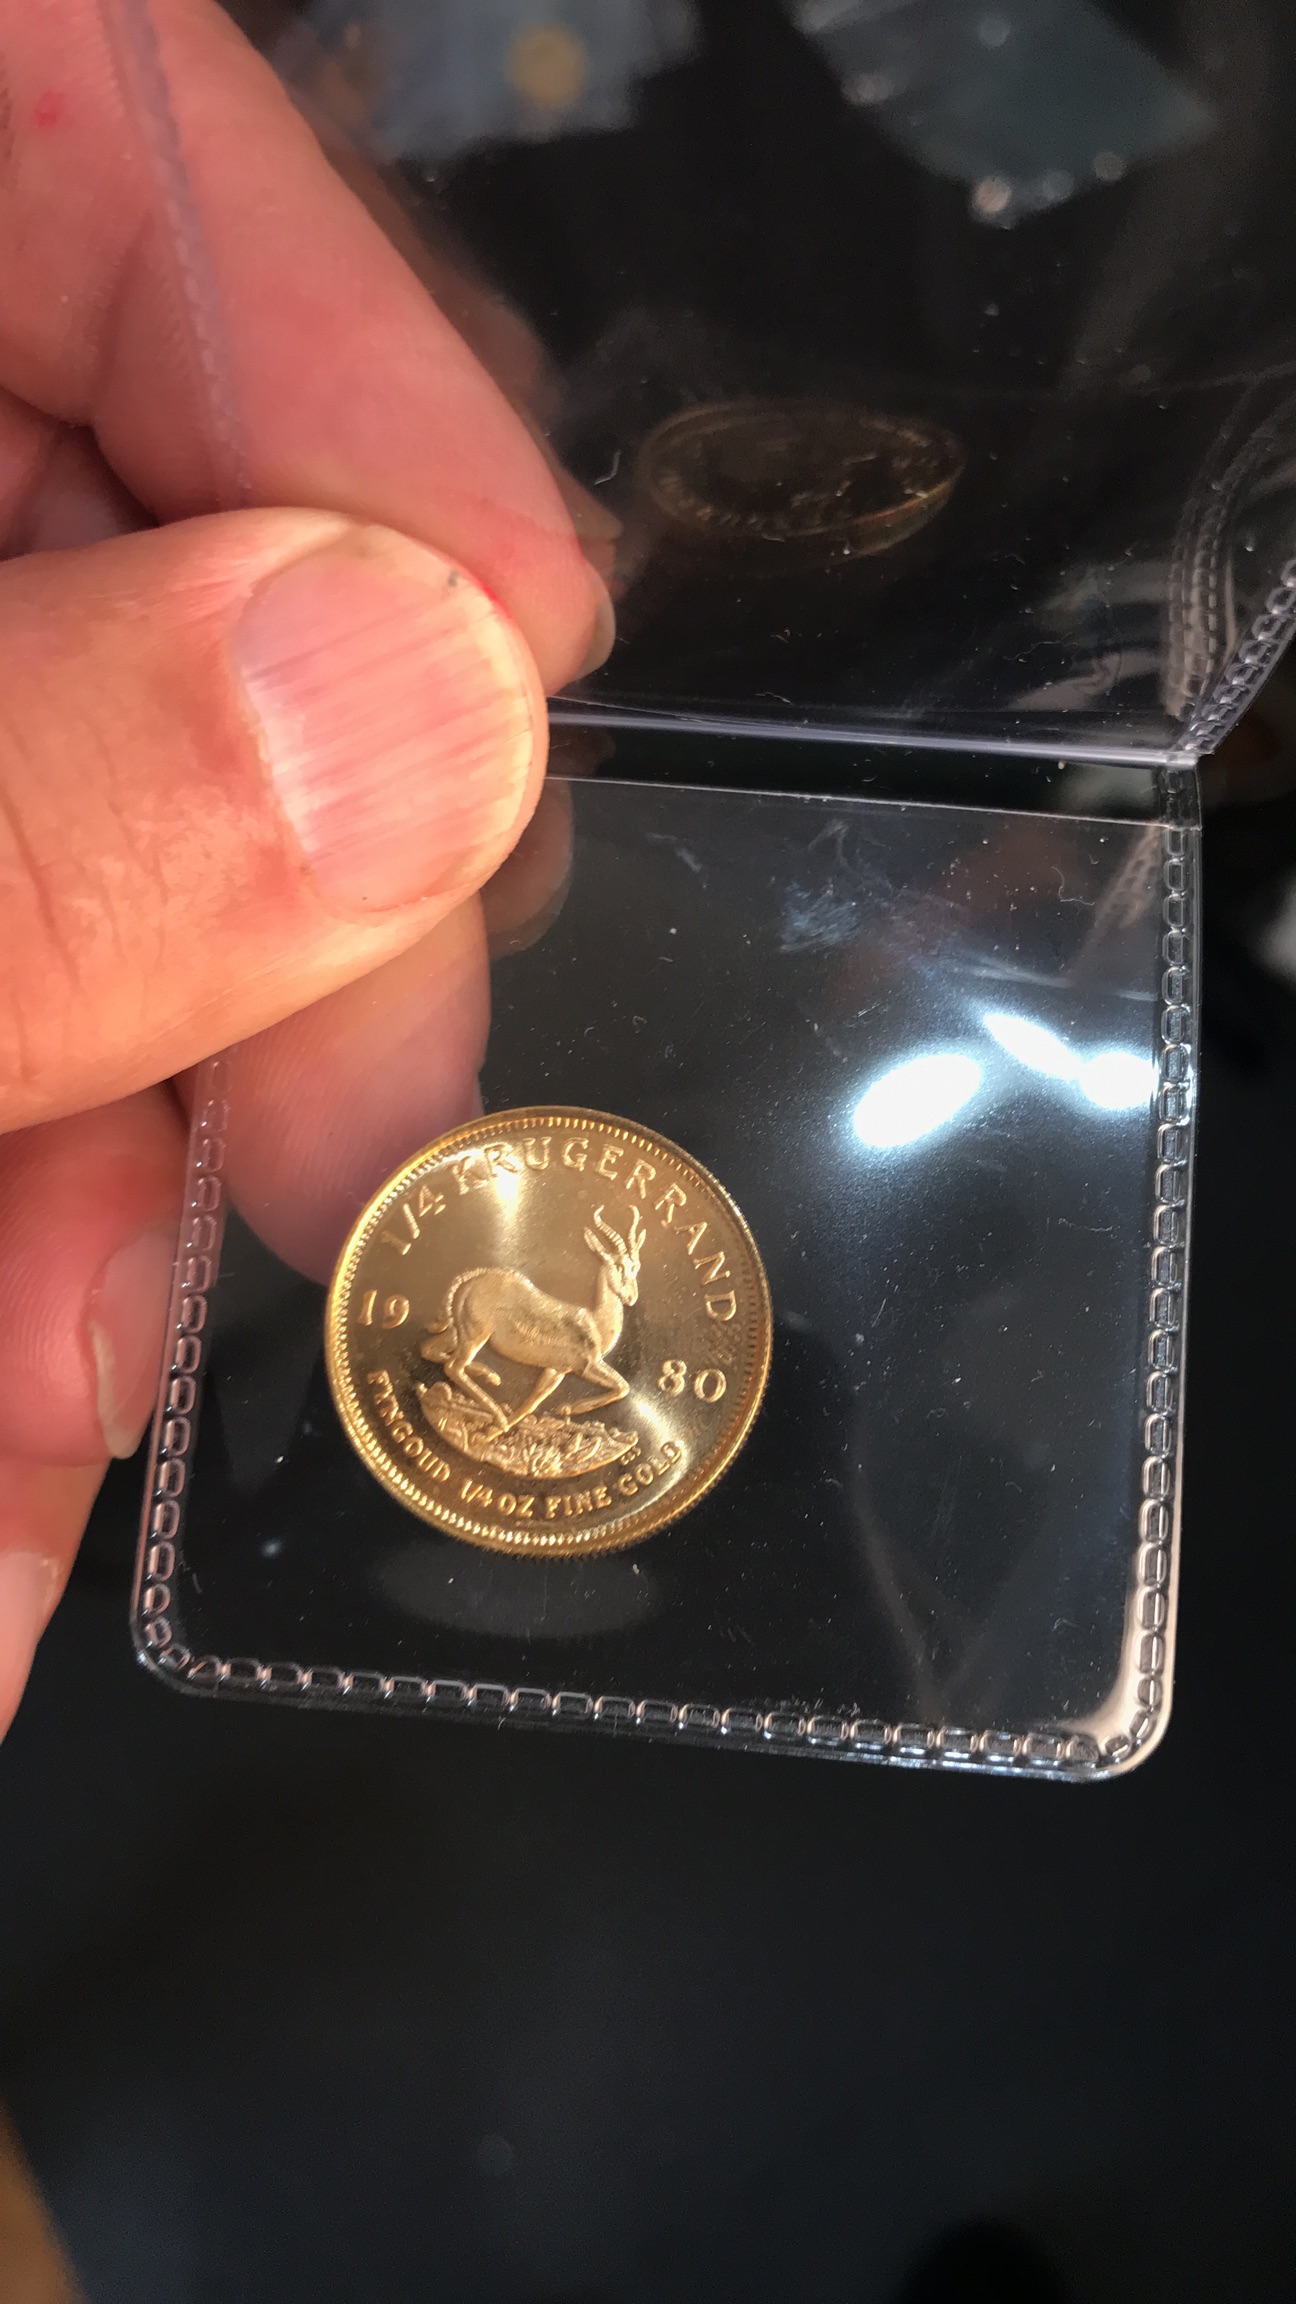 1/4 KRUGERRAND
19 80
FYNGOUD 1/4 OZ FINE GOLD